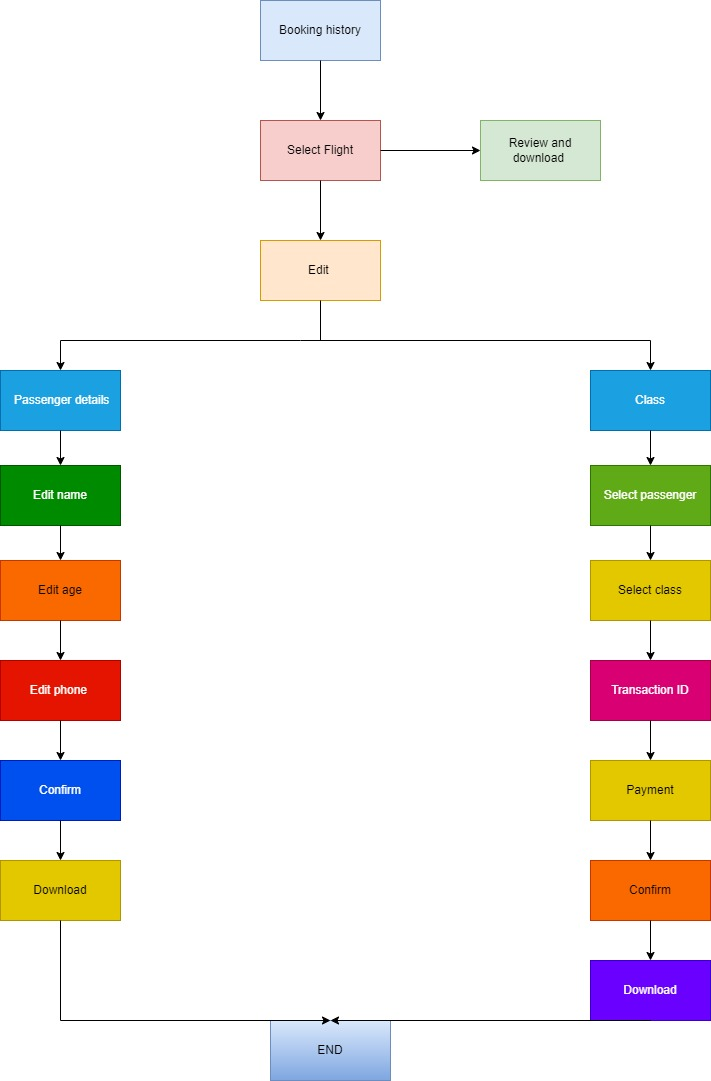 Booking history
Select Flight
Review and
download
Edit
Passenger details
Class
Edit name
Select passenger
Edit age
Select class
Edit phone
Transaction ID
Confirm
Payment
Download
Confirm
Download
END